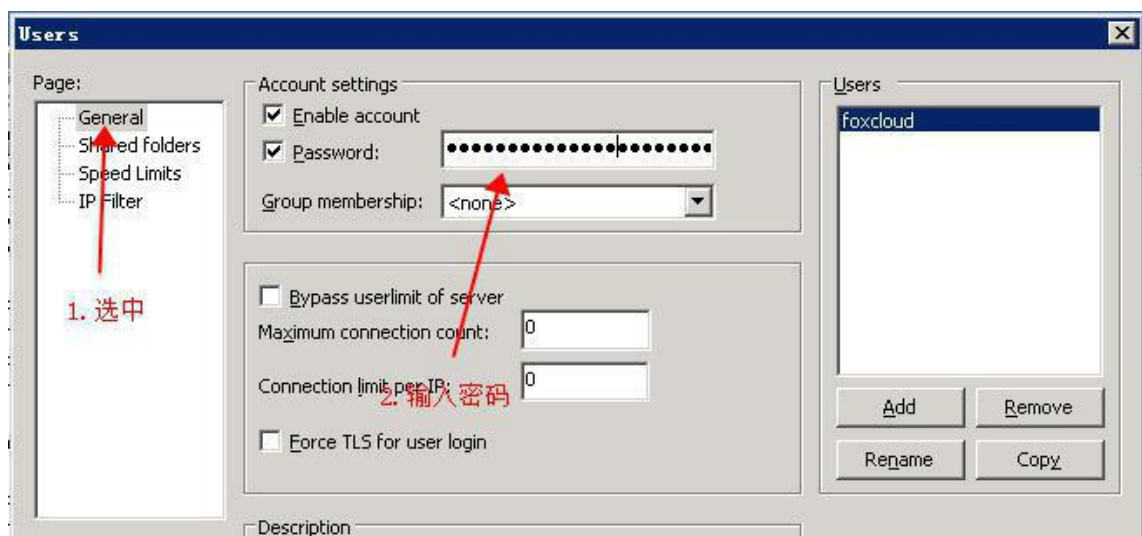 Users
Page:
General
Shared folders
Speed Limits
IP Filter
1. 选中
Account settings
Enable account
Password:
Group membership:
<none>
Bypass userlimit of server
Maximum connection count:
0
Connection limit per IP:
0
2. 输入密码
Force TLS for user login
Description
Users
foxcloud
Add
Remove
Rename
Copy